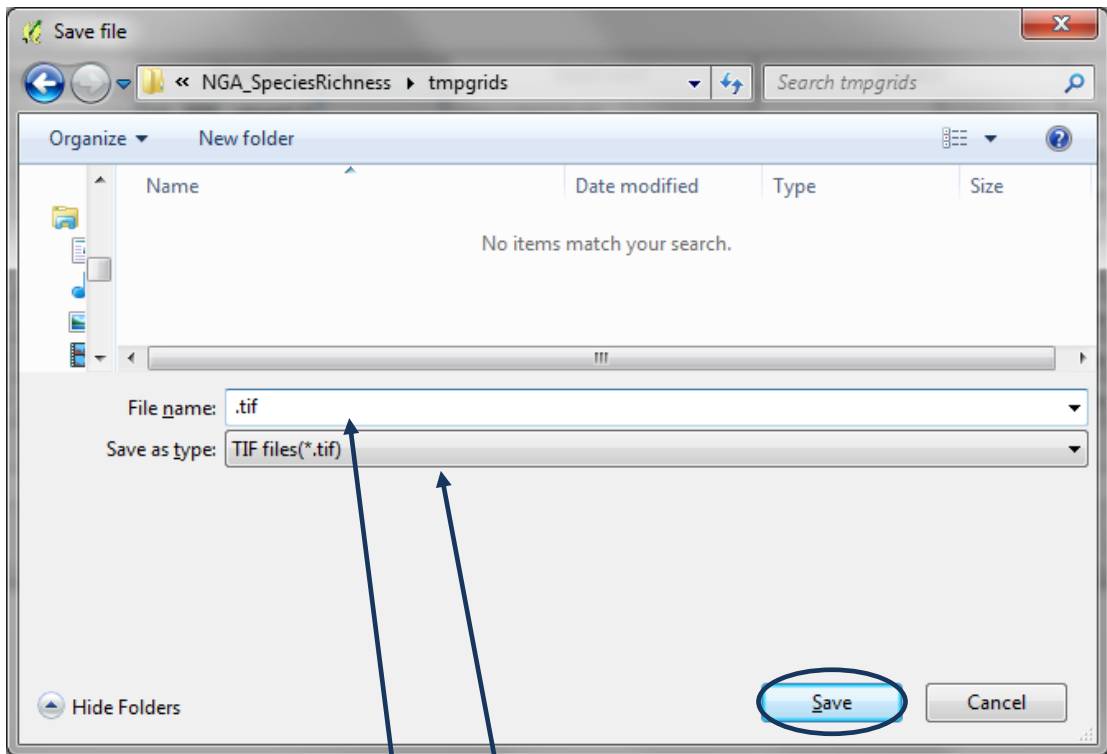 Save file
x
« NGA_SpeciesRichness ▸ tmpgrids Search tmpgrids
Organize New folder ?
Name Date modified Type Size
No items match your search.
File name: .tif
Save as type: TIF files(*.tif)
Hide Folders Save Cancel